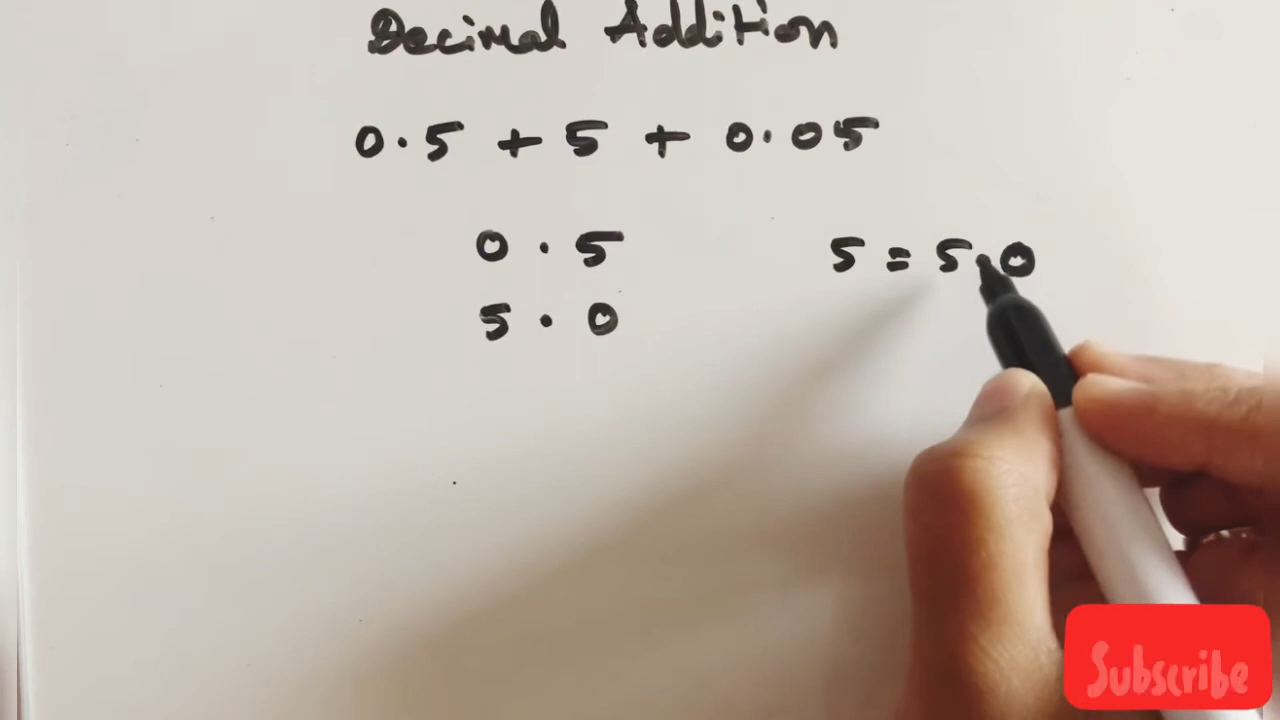 Decimal Addition
0.5 + 5 + 0.05
0.5
5 = 5.0
5.0
Subscribe